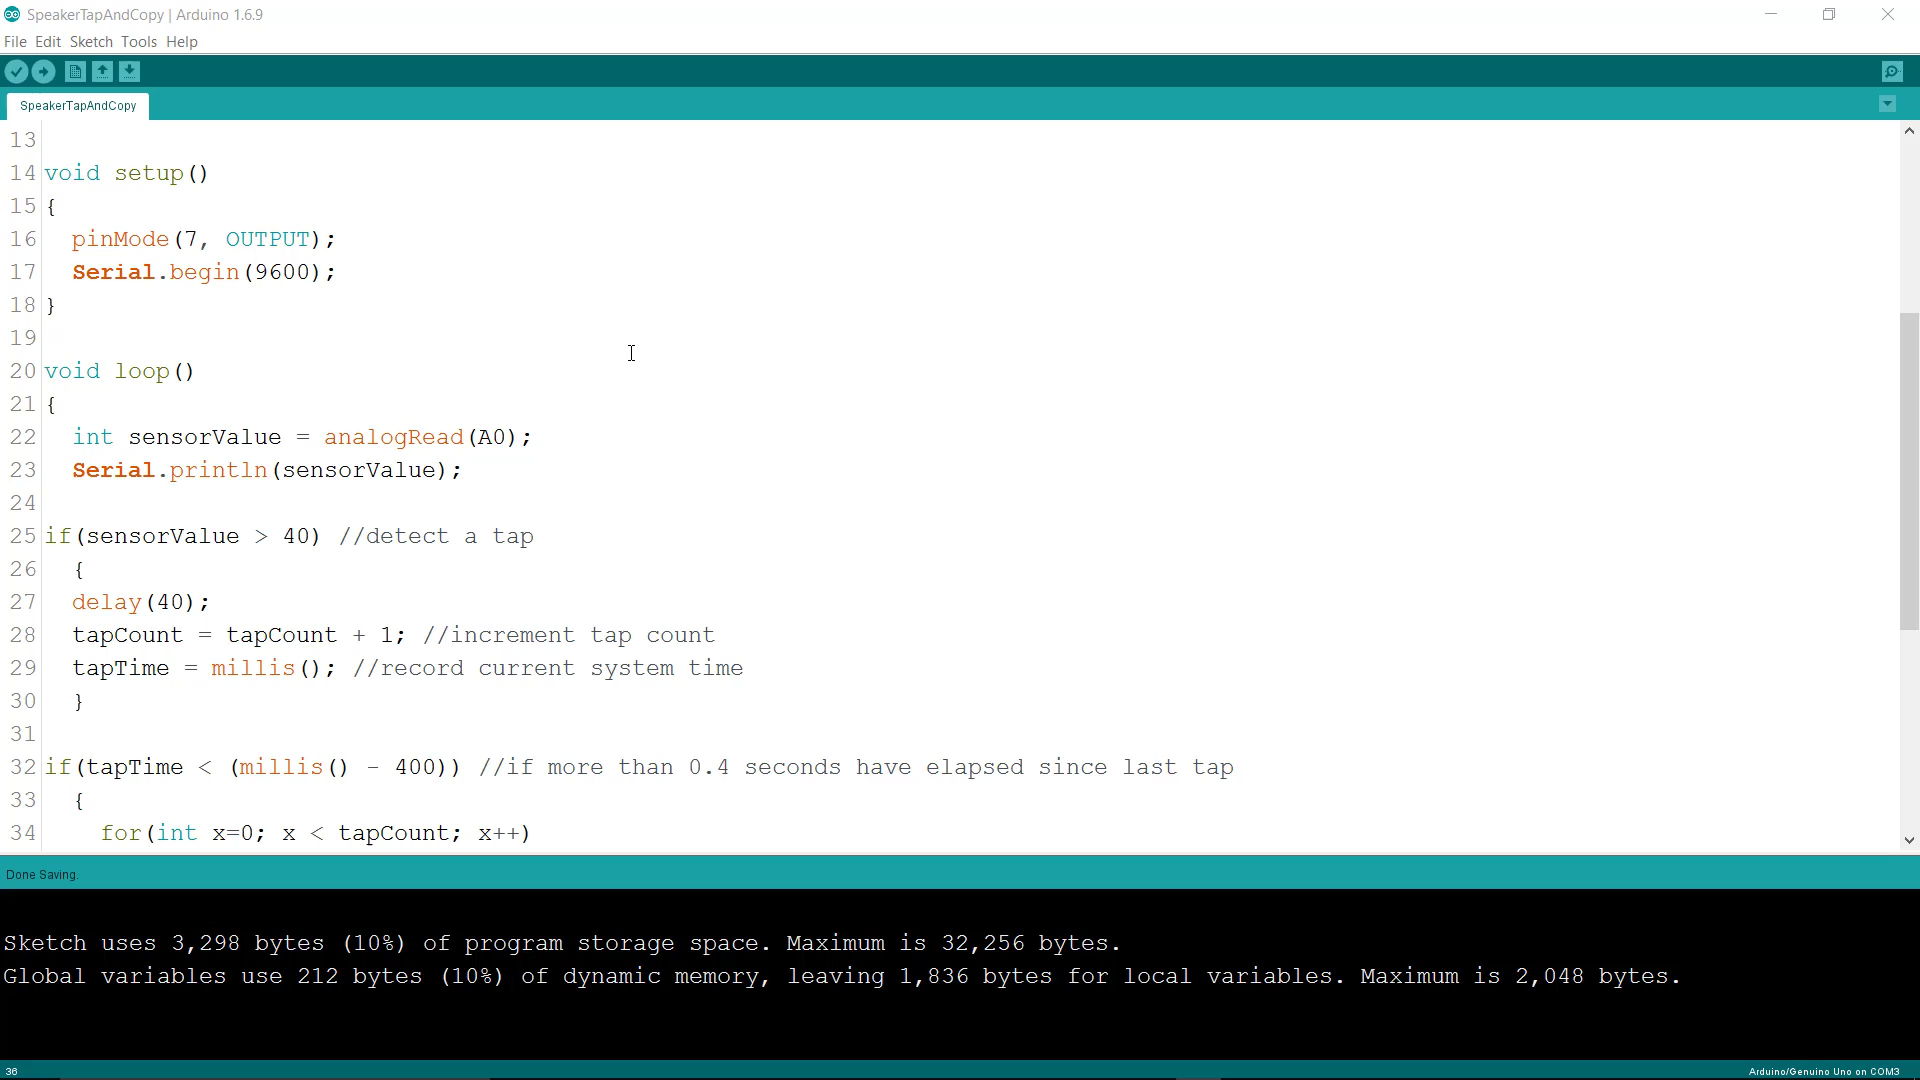 SpeakerTapAndCopy | Arduino 1.6.9
File Edit Sketch Tools Help
SpeakerTapAndCopy
13
14 void setup()
15 {
16   pinMode(7, OUTPUT);
17   Serial.begin(9600);
18 }
19
20 void loop()
21 {
22   int sensorValue = analogRead(A0);
23   Serial.println(sensorValue);
24
25 if(sensorValue > 40) //detect a tap
26   {
27   delay(40);
28   tapCount = tapCount + 1; //increment tap count
29   tapTime = millis(); //record current system time
30   }
31
32 if(tapTime < (millis() - 400)) //if more than 0.4 seconds have elapsed since last tap
33   {
34     for(int x=0; x < tapCount; x++)
Done Saving.
Sketch uses 3,298 bytes (10%) of program storage space. Maximum is 32,256 bytes.
Global variables use 212 bytes (10%) of dynamic memory, leaving 1,836 bytes for local variables. Maximum is 2,048 bytes.
36
Arduino/Genuino Uno on COM3